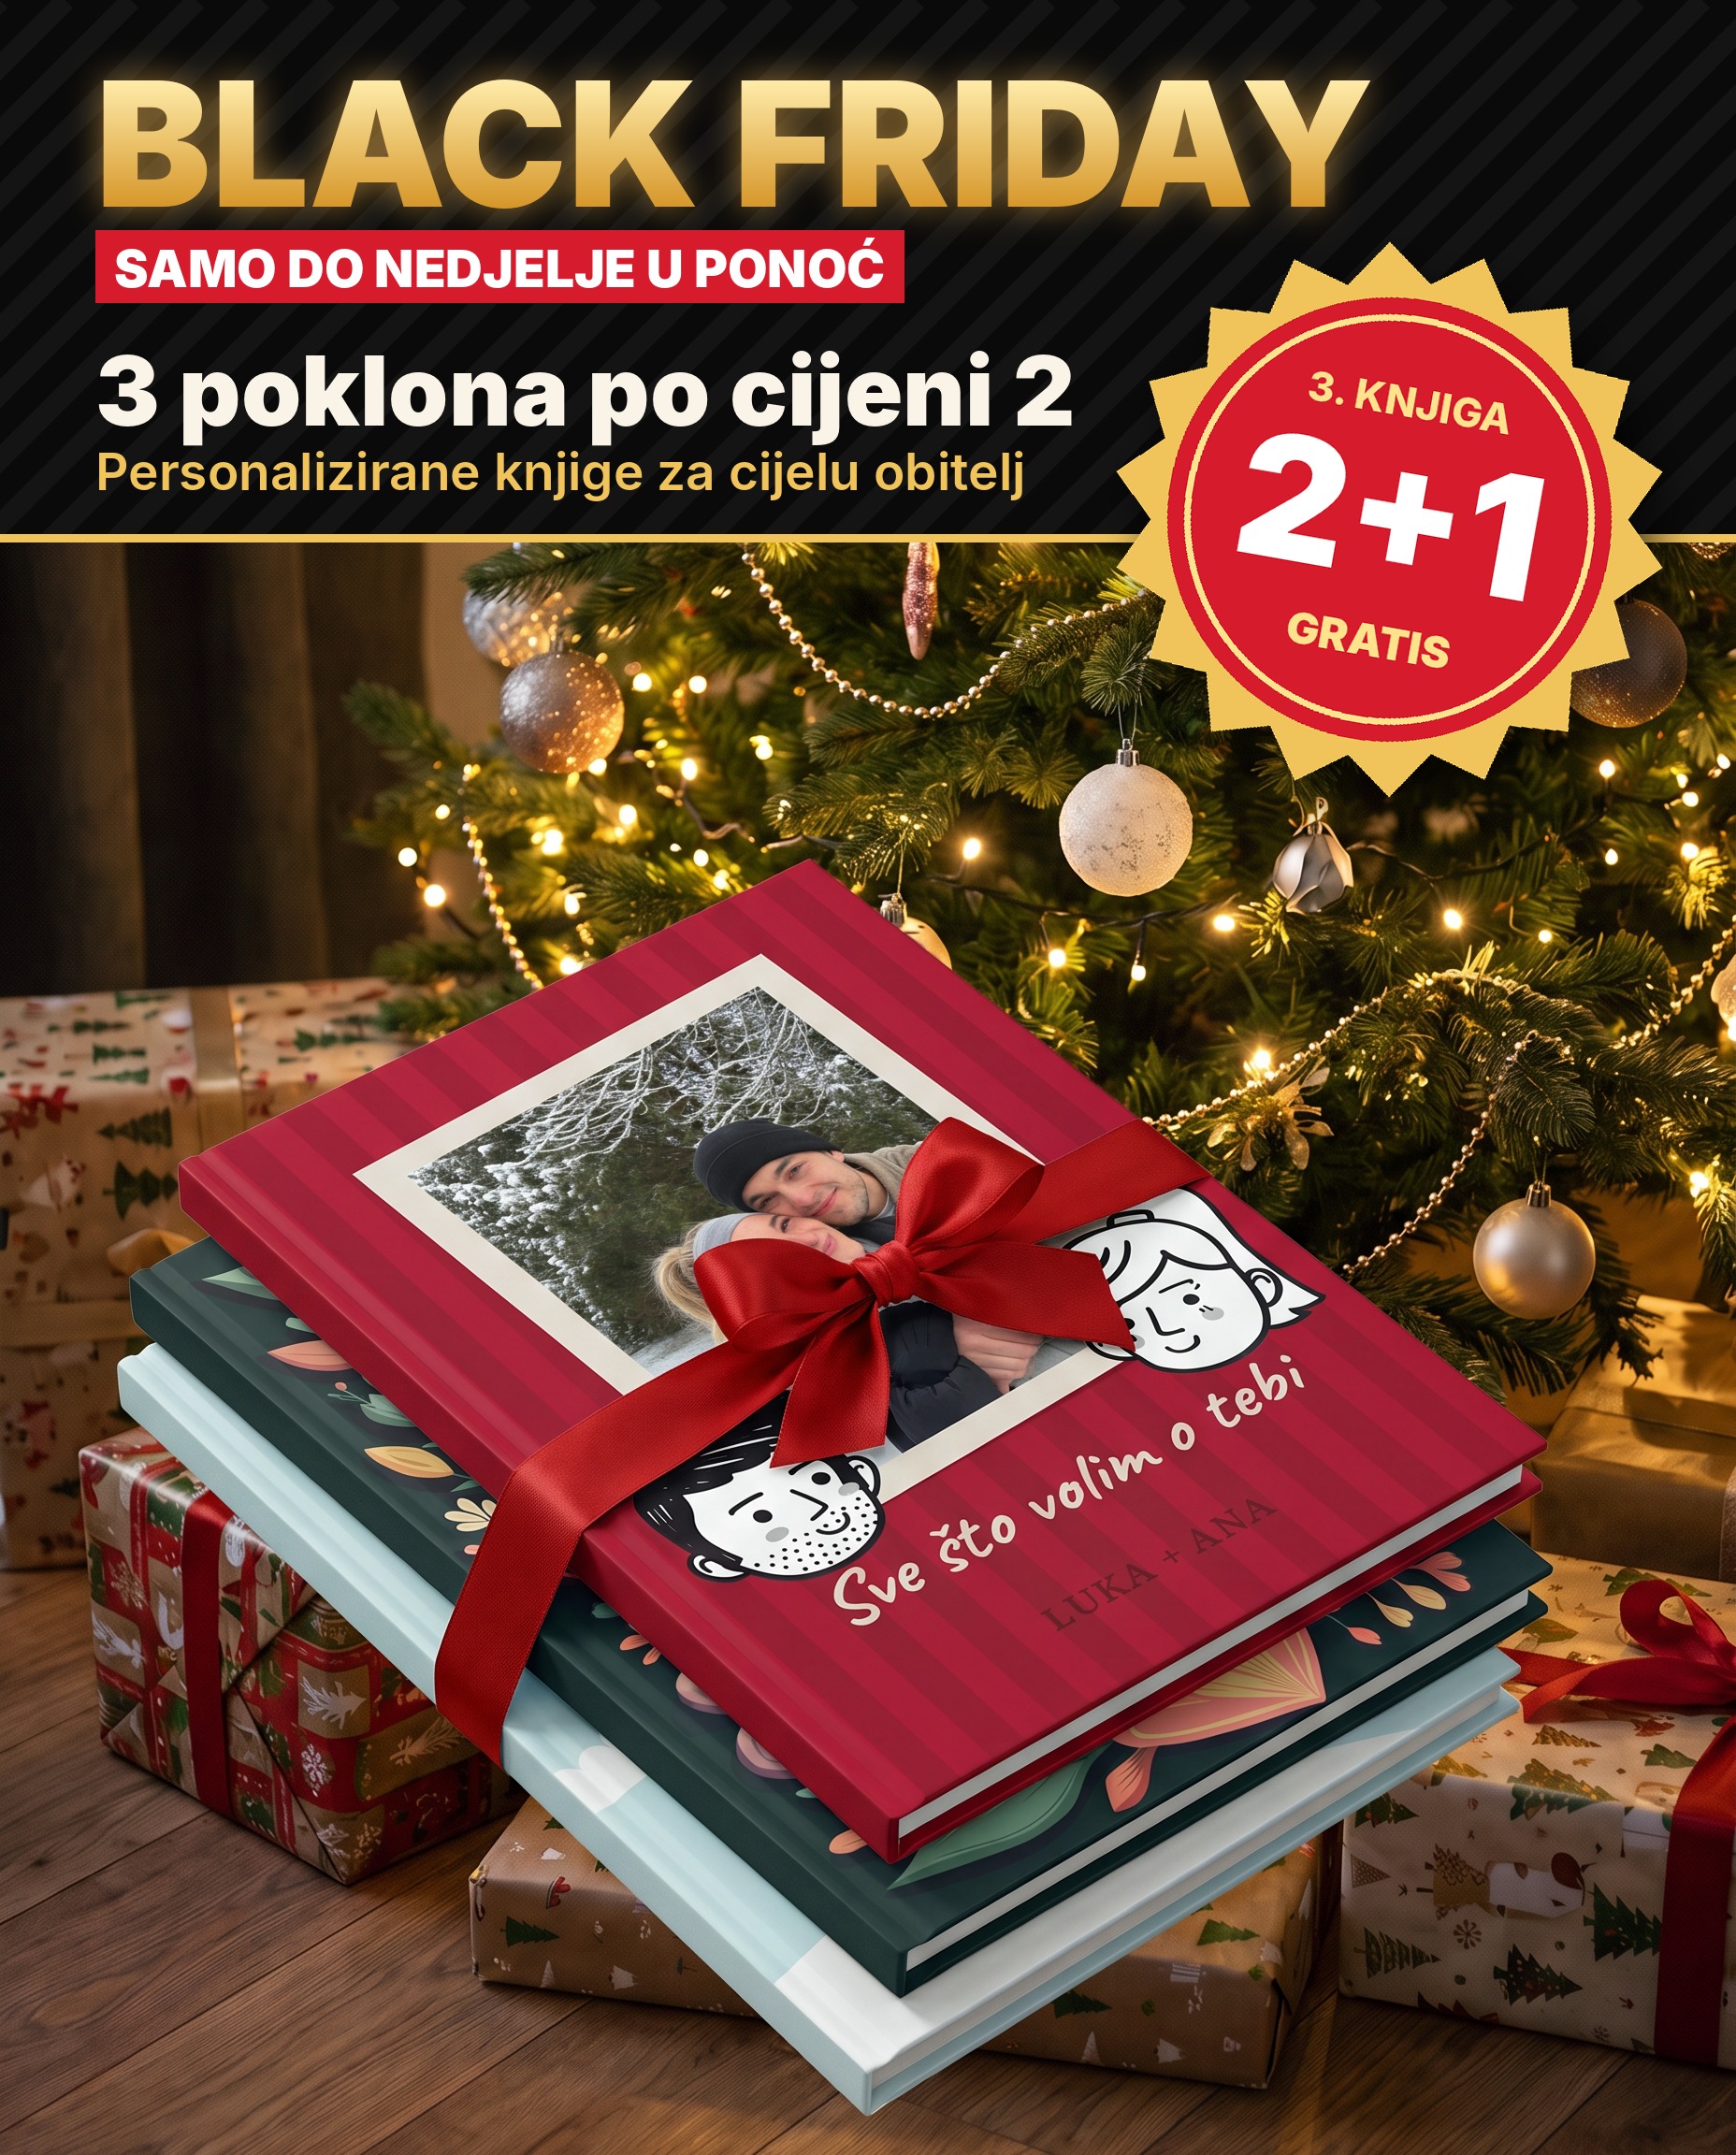 BLACK FRIDAY
SAMO DO NEDJELJE U PONOĆ
3 poklona po cijeni 2
Personalizirane knjige za cijelu obitelj
3. KNJIGA
2+1
GRATIS
Sve što volim o tebi
LUKA + ANA